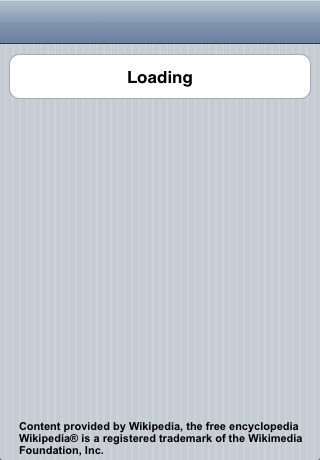 Loading
Content provided by Wikipedia, the free encyclopedia
Wikipedia® is a registered trademark of the Wikimedia
Foundation, Inc.